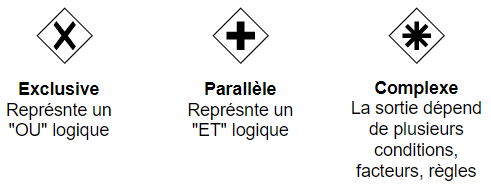 Exclusive
Représnte un
"OU" logique
Parallèle
Représnte un
"ET" logique
Complexe
La sortie dépend
de plusieurs
conditions,
facteurs, règles